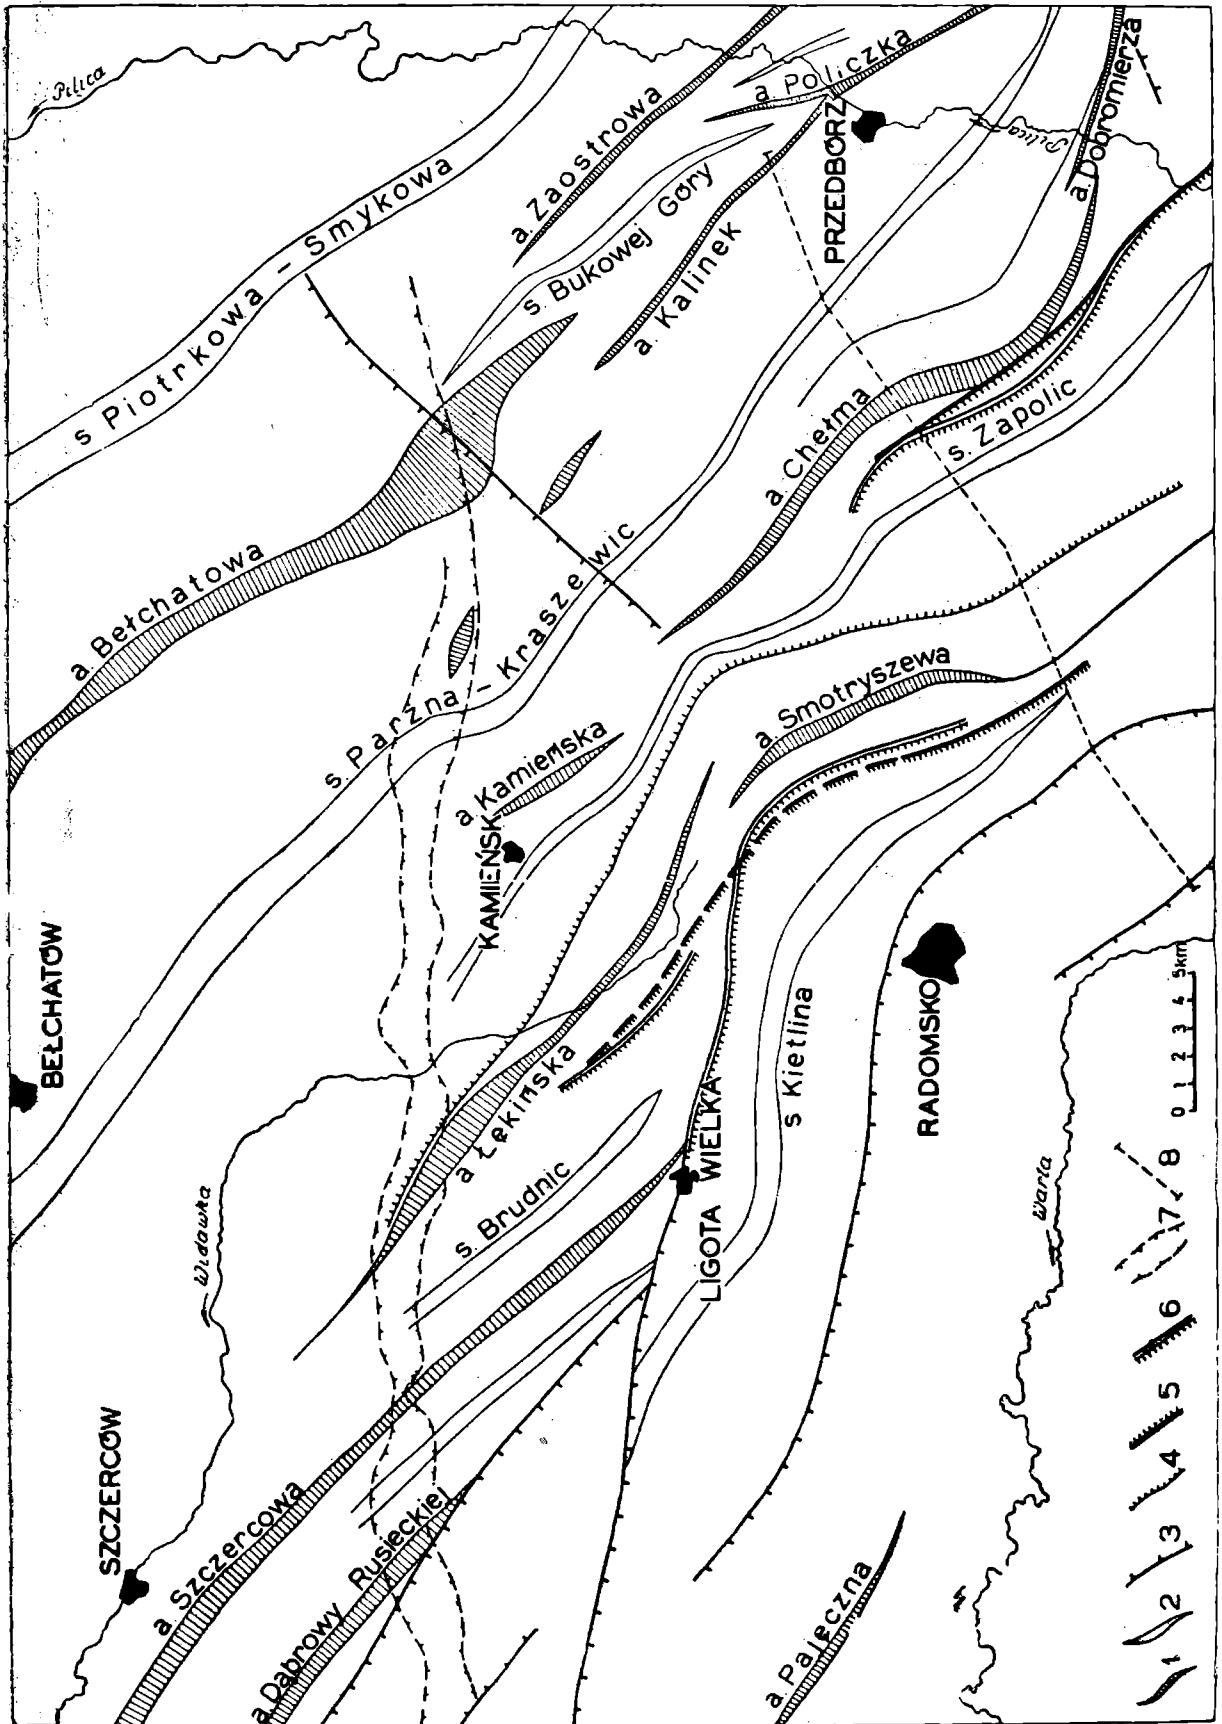 Pilica
s Piotrkowa - Smykowa
a. Zaostrowa
a. Policzka
PRZEDBÓRZ
Pilica
a. Dobromierza
s. Bukowej Góry
a. Kalinek
a. Bełchatowa
s. Parzna - Kraszewic
a. Chełma
s. Zapolic
a. Smotryszewa
a. Kamieńska
KAMIEŃSK
BEŁCHATÓW
a. Łękińska
s. Kietlina
RADOMSKO
s. Brudnic
LIGOTA WIELKA
Widawka
SZCZERCÓW
a. Szczercowa
a. Dąbrowy Rusieckiej
a. Pajęczna
Warta
0 1 2 3 4 5km
1 2 3 4 5 6 7 8